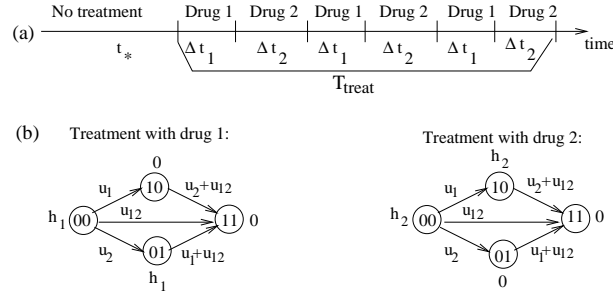 No treatment Drug 1 Drug 2 Drug 1 Drug 2 Drug 1 Drug 2
(a) time
t* Δt1 Δt2 Δt1 Δt2 Δt1 Δt2
Ttreat
(b) Treatment with drug 1: Treatment with drug 2:
0 h2
10 10
u1 u2+u12 u1 u2+u12
h1 00 u12 11 0 h2 00 u12 11 0
u2 01 u1+u12 u2 01 u1+u12
h1 0